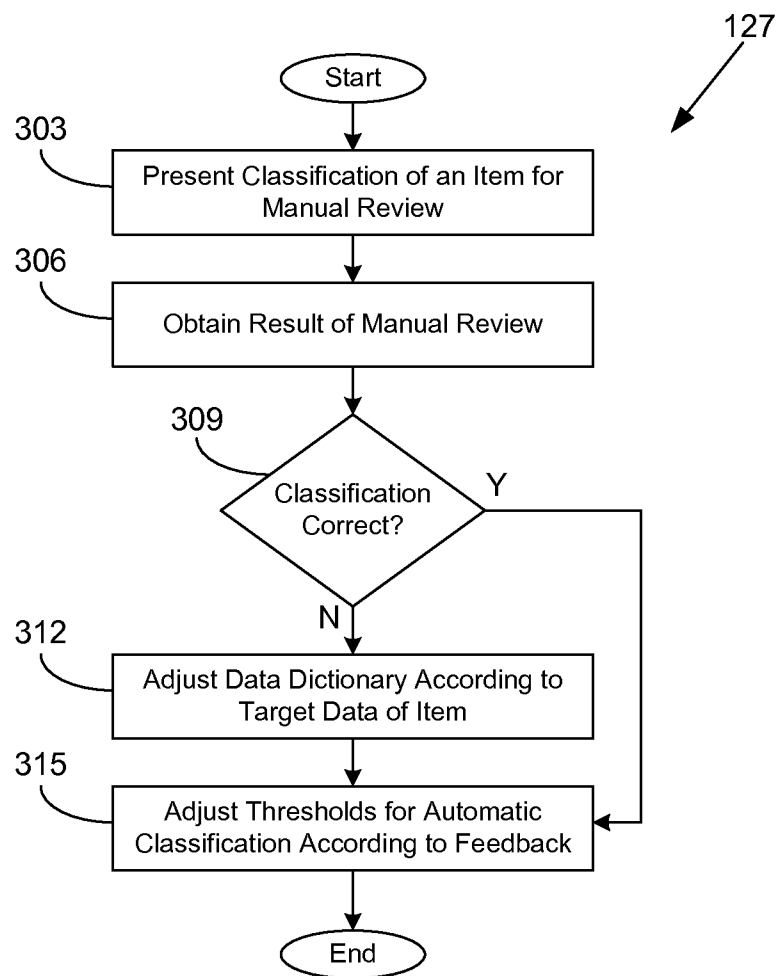 127
Start
303
Present Classification of an Item for
Manual Review
306
Obtain Result of Manual Review
309
Classification
Correct?
Y
N
312
Adjust Data Dictionary According to
Target Data of Item
315
Adjust Thresholds for Automatic
Classification According to Feedback
End